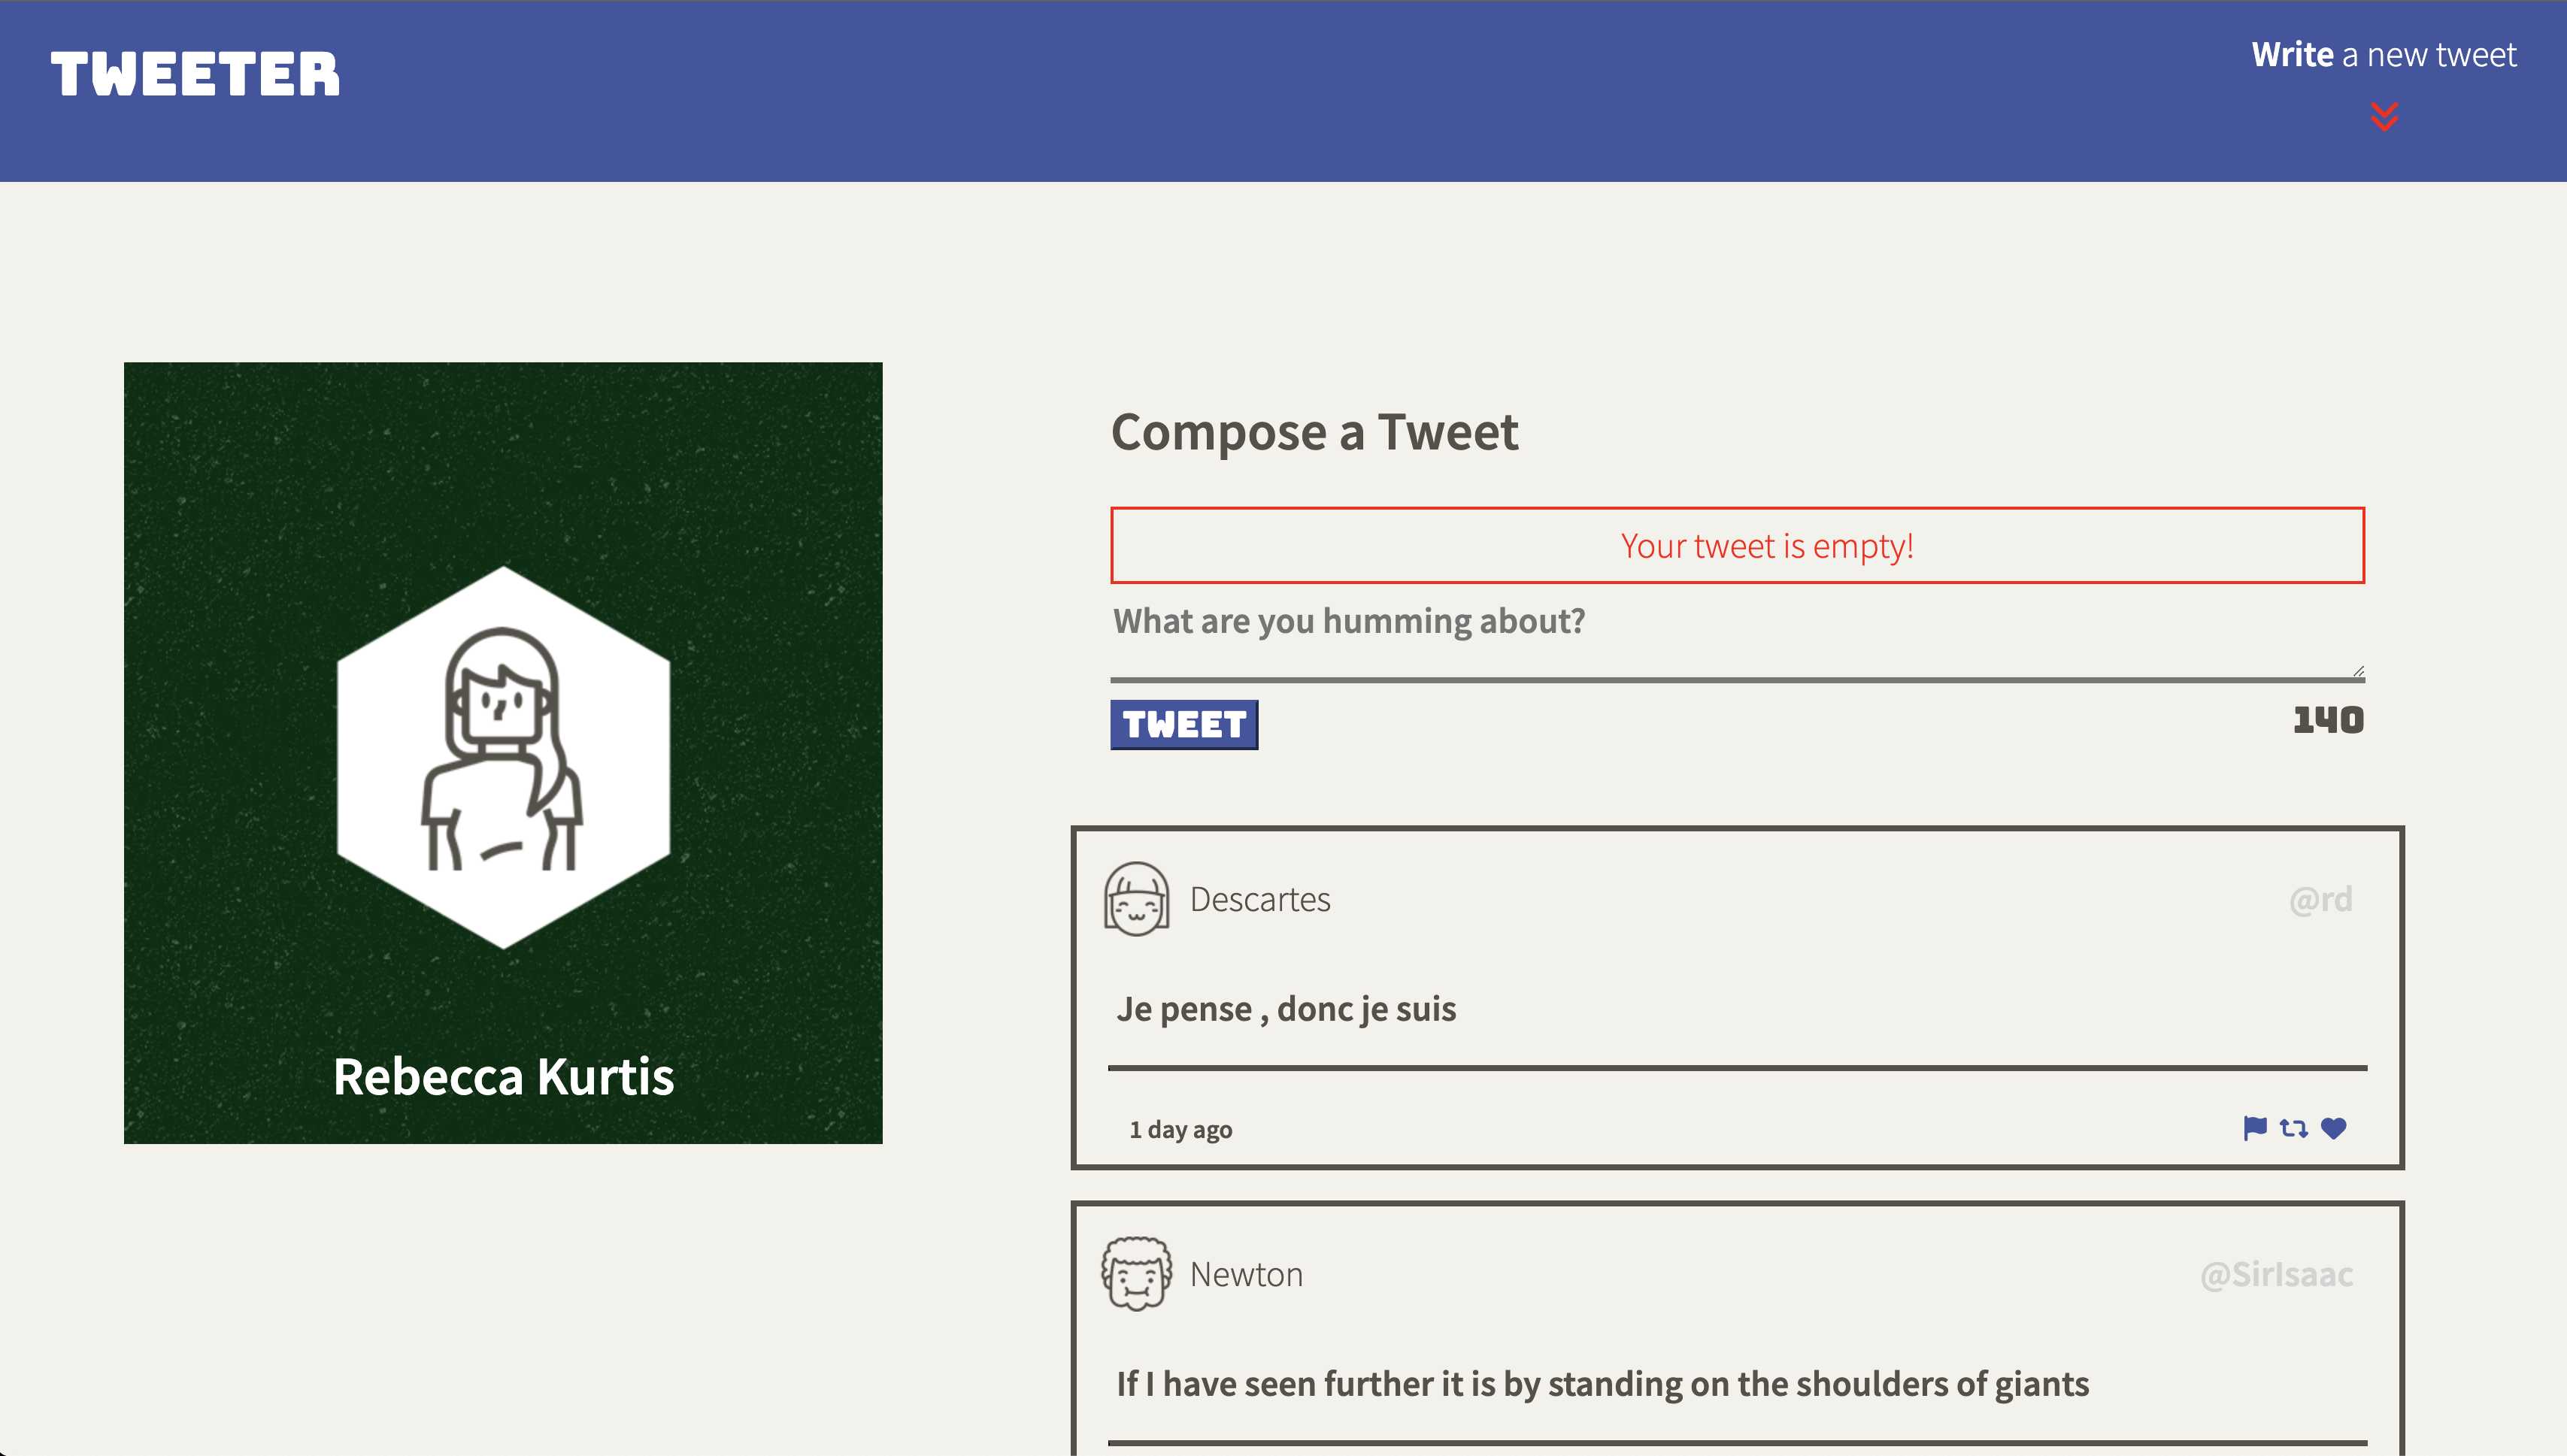 TWEETER
Write a new tweet
Rebecca Kurtis
Compose a Tweet
Your tweet is empty!
What are you humming about?
TWEET
140
Descartes
@rd
Je pense , donc je suis
1 day ago
Newton
@SirIsaac
If I have seen further it is by standing on the shoulders of giants